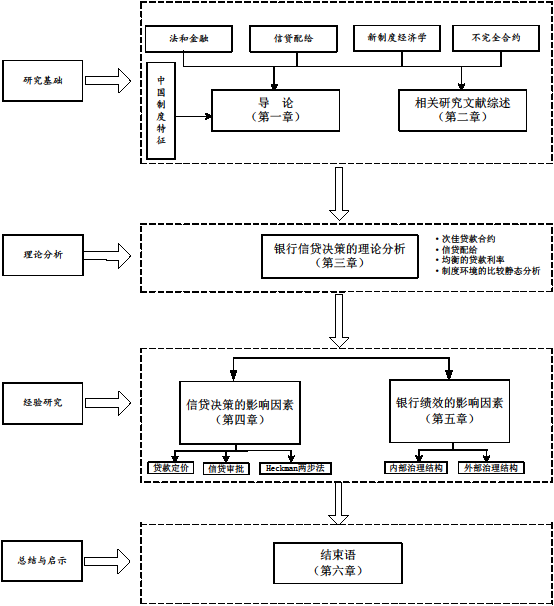 法和金融
信贷配给
新制度经济学
不完全合约
研究基础
中国制度特征
导 论
(第一章)
相关研究文献综述
(第二章)
理论分析
银行信贷决策的理论分析
(第三章)
·次佳贷款合约
·信贷配给
·均衡的贷款利率
·制度环境的比较静态分析
经验研究
信贷决策的影响因素
(第四章)
银行绩效的影响因素
(第五章)
贷款定价
信贷审批
Heckman两步法
内部治理结构
外部治理结构
总结与启示
结束语
(第六章)